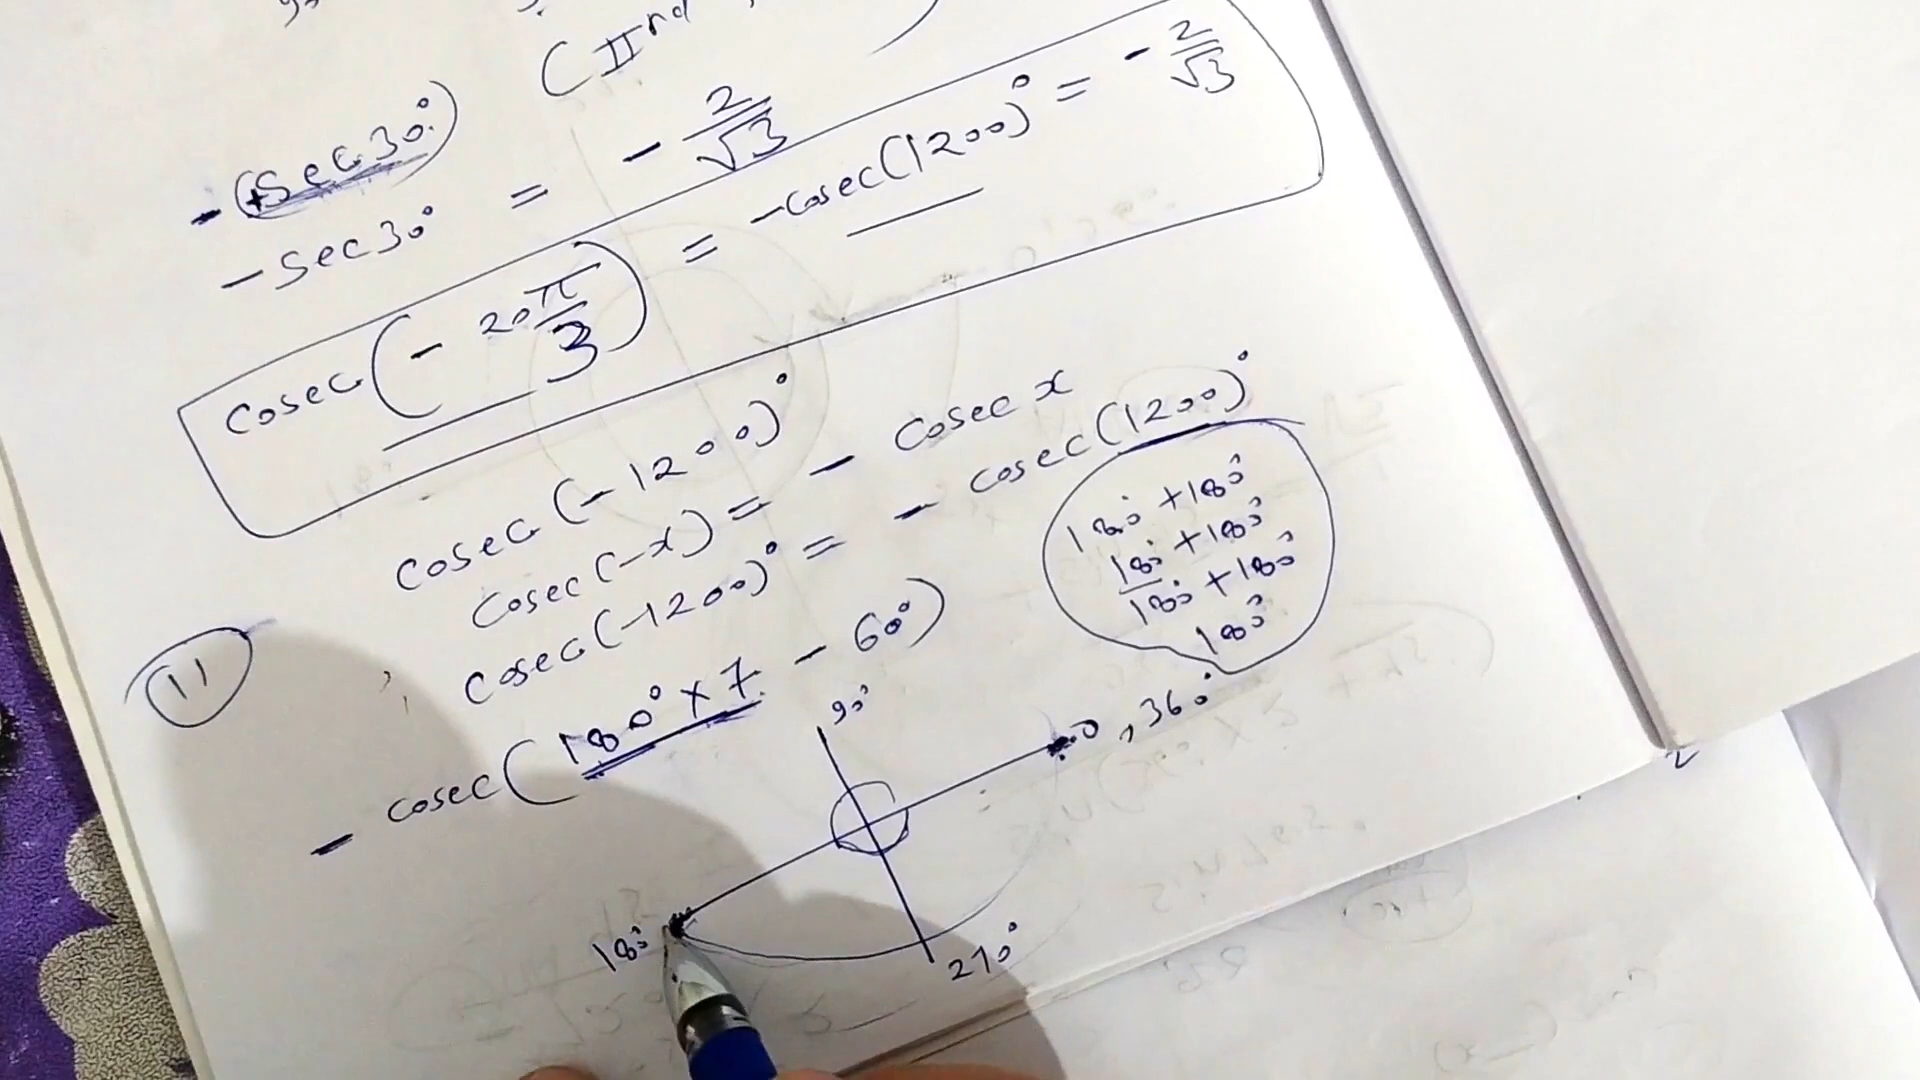 (IInd
- (+sec30°)
- sec30° = - 2/√3
cosec(- 20π/3) = - cosec(1200)° = - 2/√3
cosec(-1200)°
cosec(-x) = - cosec x
cosec(-1200)° = - cosec(1200)°
180° + 180°
180° + 180°
180° + 180°
180°
11
- cosec(180° x 7 - 60°)
90°
0, 360°
180°
270°